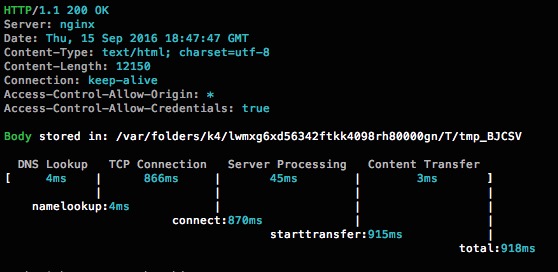 HTTP/1.1 200 OK
Server: nginx
Date: Thu, 15 Sep 2016 18:47:47 GMT
Content-Type: text/html; charset=utf-8
Content-Length: 12150
Connection: keep-alive
Access-Control-Allow-Origin: *
Access-Control-Allow-Credentials: true
Body stored in: /var/folders/k4/lwmxg6xd56342ftkk4098rh80000gn/T/tmp_BJCSV
DNS Lookup TCP Connection Server Processing Content Transfer
[ 4ms | 866ms | 45ms | 3ms ]
| | | |
namelookup:4ms | | |
connect:870ms | |
starttransfer:915ms |
total:918ms